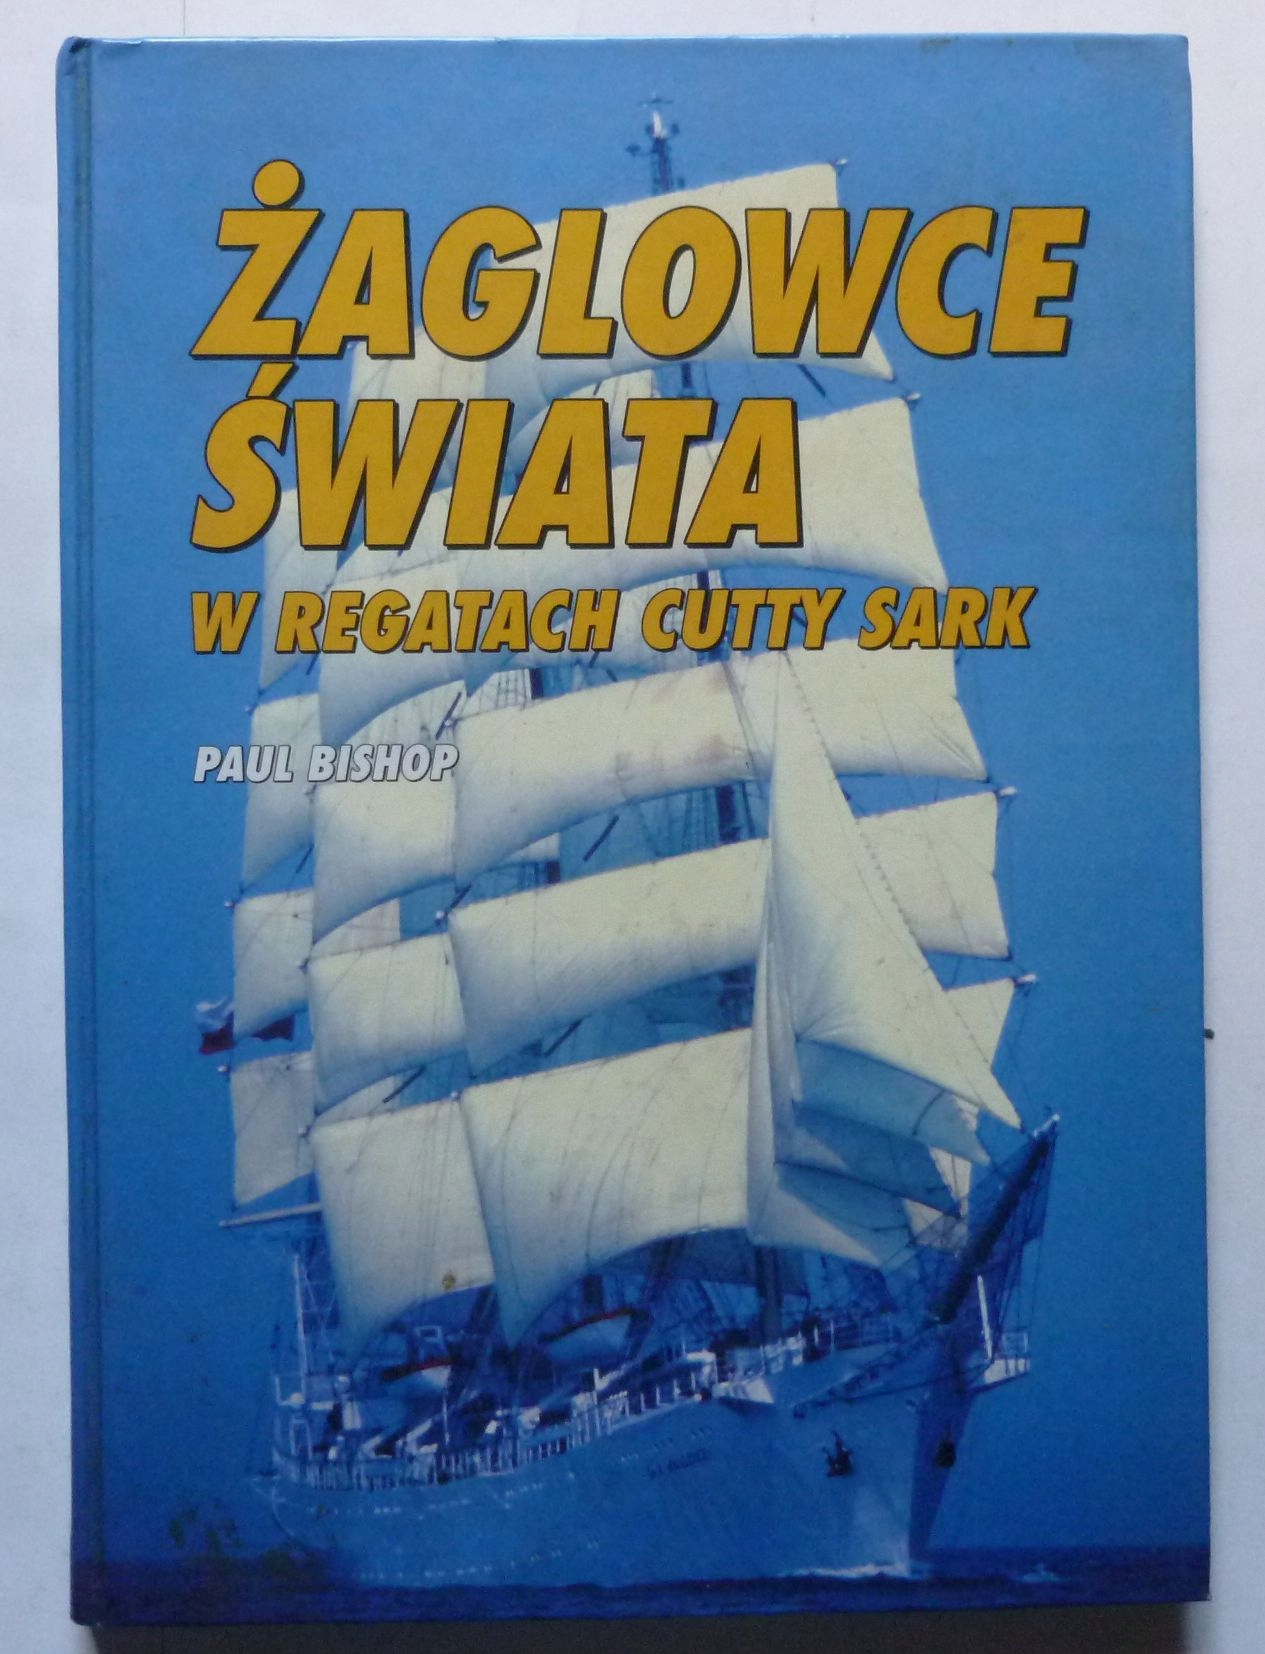 ŻAGLOWCE
ŚWIATA
W REGATACH CUTTY SARK
PAUL BISHOP